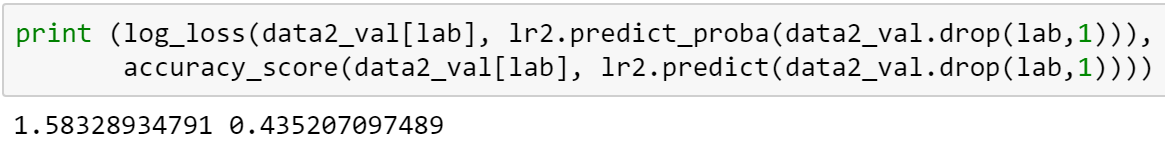 print (log_loss(data2_val[lab], lr2.predict_proba(data2_val.drop(lab,1))),
accuracy_score(data2_val[lab], lr2.predict(data2_val.drop(lab,1))))
1.58328934791 0.435207097489